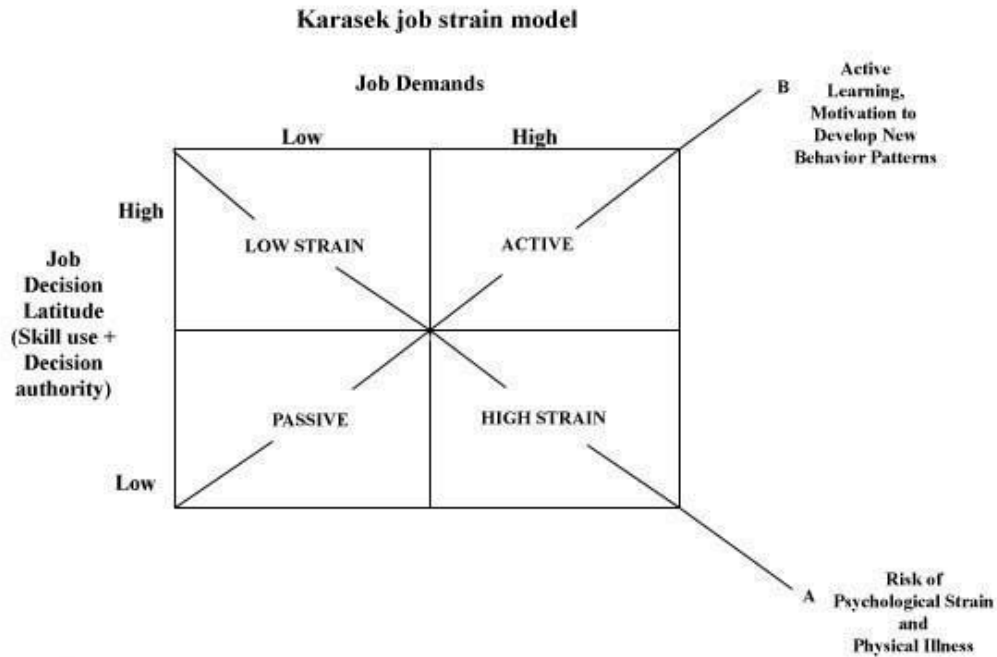 Karasek job strain model
Job Demands
Low
High
B
Active
Learning,
Motivation to
Develop New
Behavior Patterns
High
LOW STRAIN
ACTIVE
Job
Decision
Latitude
(Skill use +
Decision
authority)
PASSIVE
HIGH STRAIN
Low
A
Risk of
Psychological Strain
and
Physical Illness